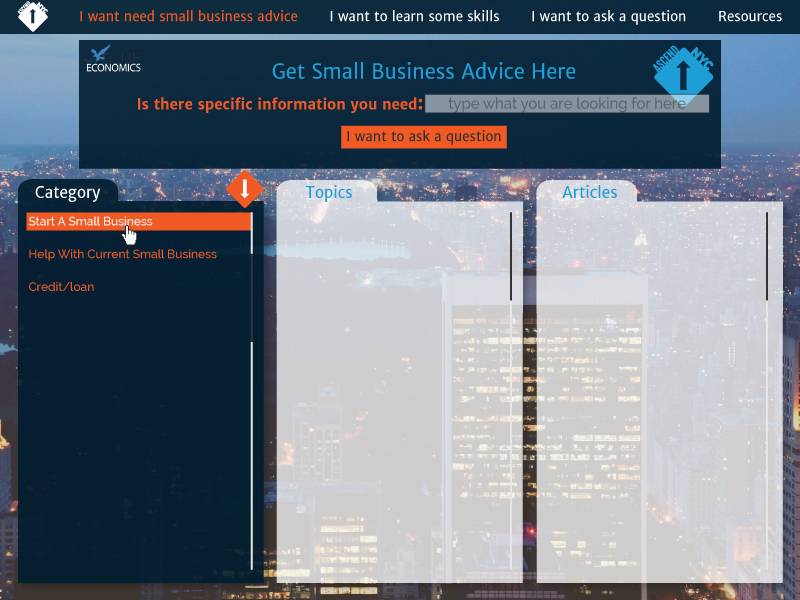 I want need small business advice
I want to learn some skills
I want to ask a question
Resources
ECONOMICS
Get Small Business Advice Here
ASCEND NYC
Is there specific information you need:
type what you are looking for here
I want to ask a question
Category
Topics
Articles
Start A Small Business
Help With Current Small Business
Credit/loan